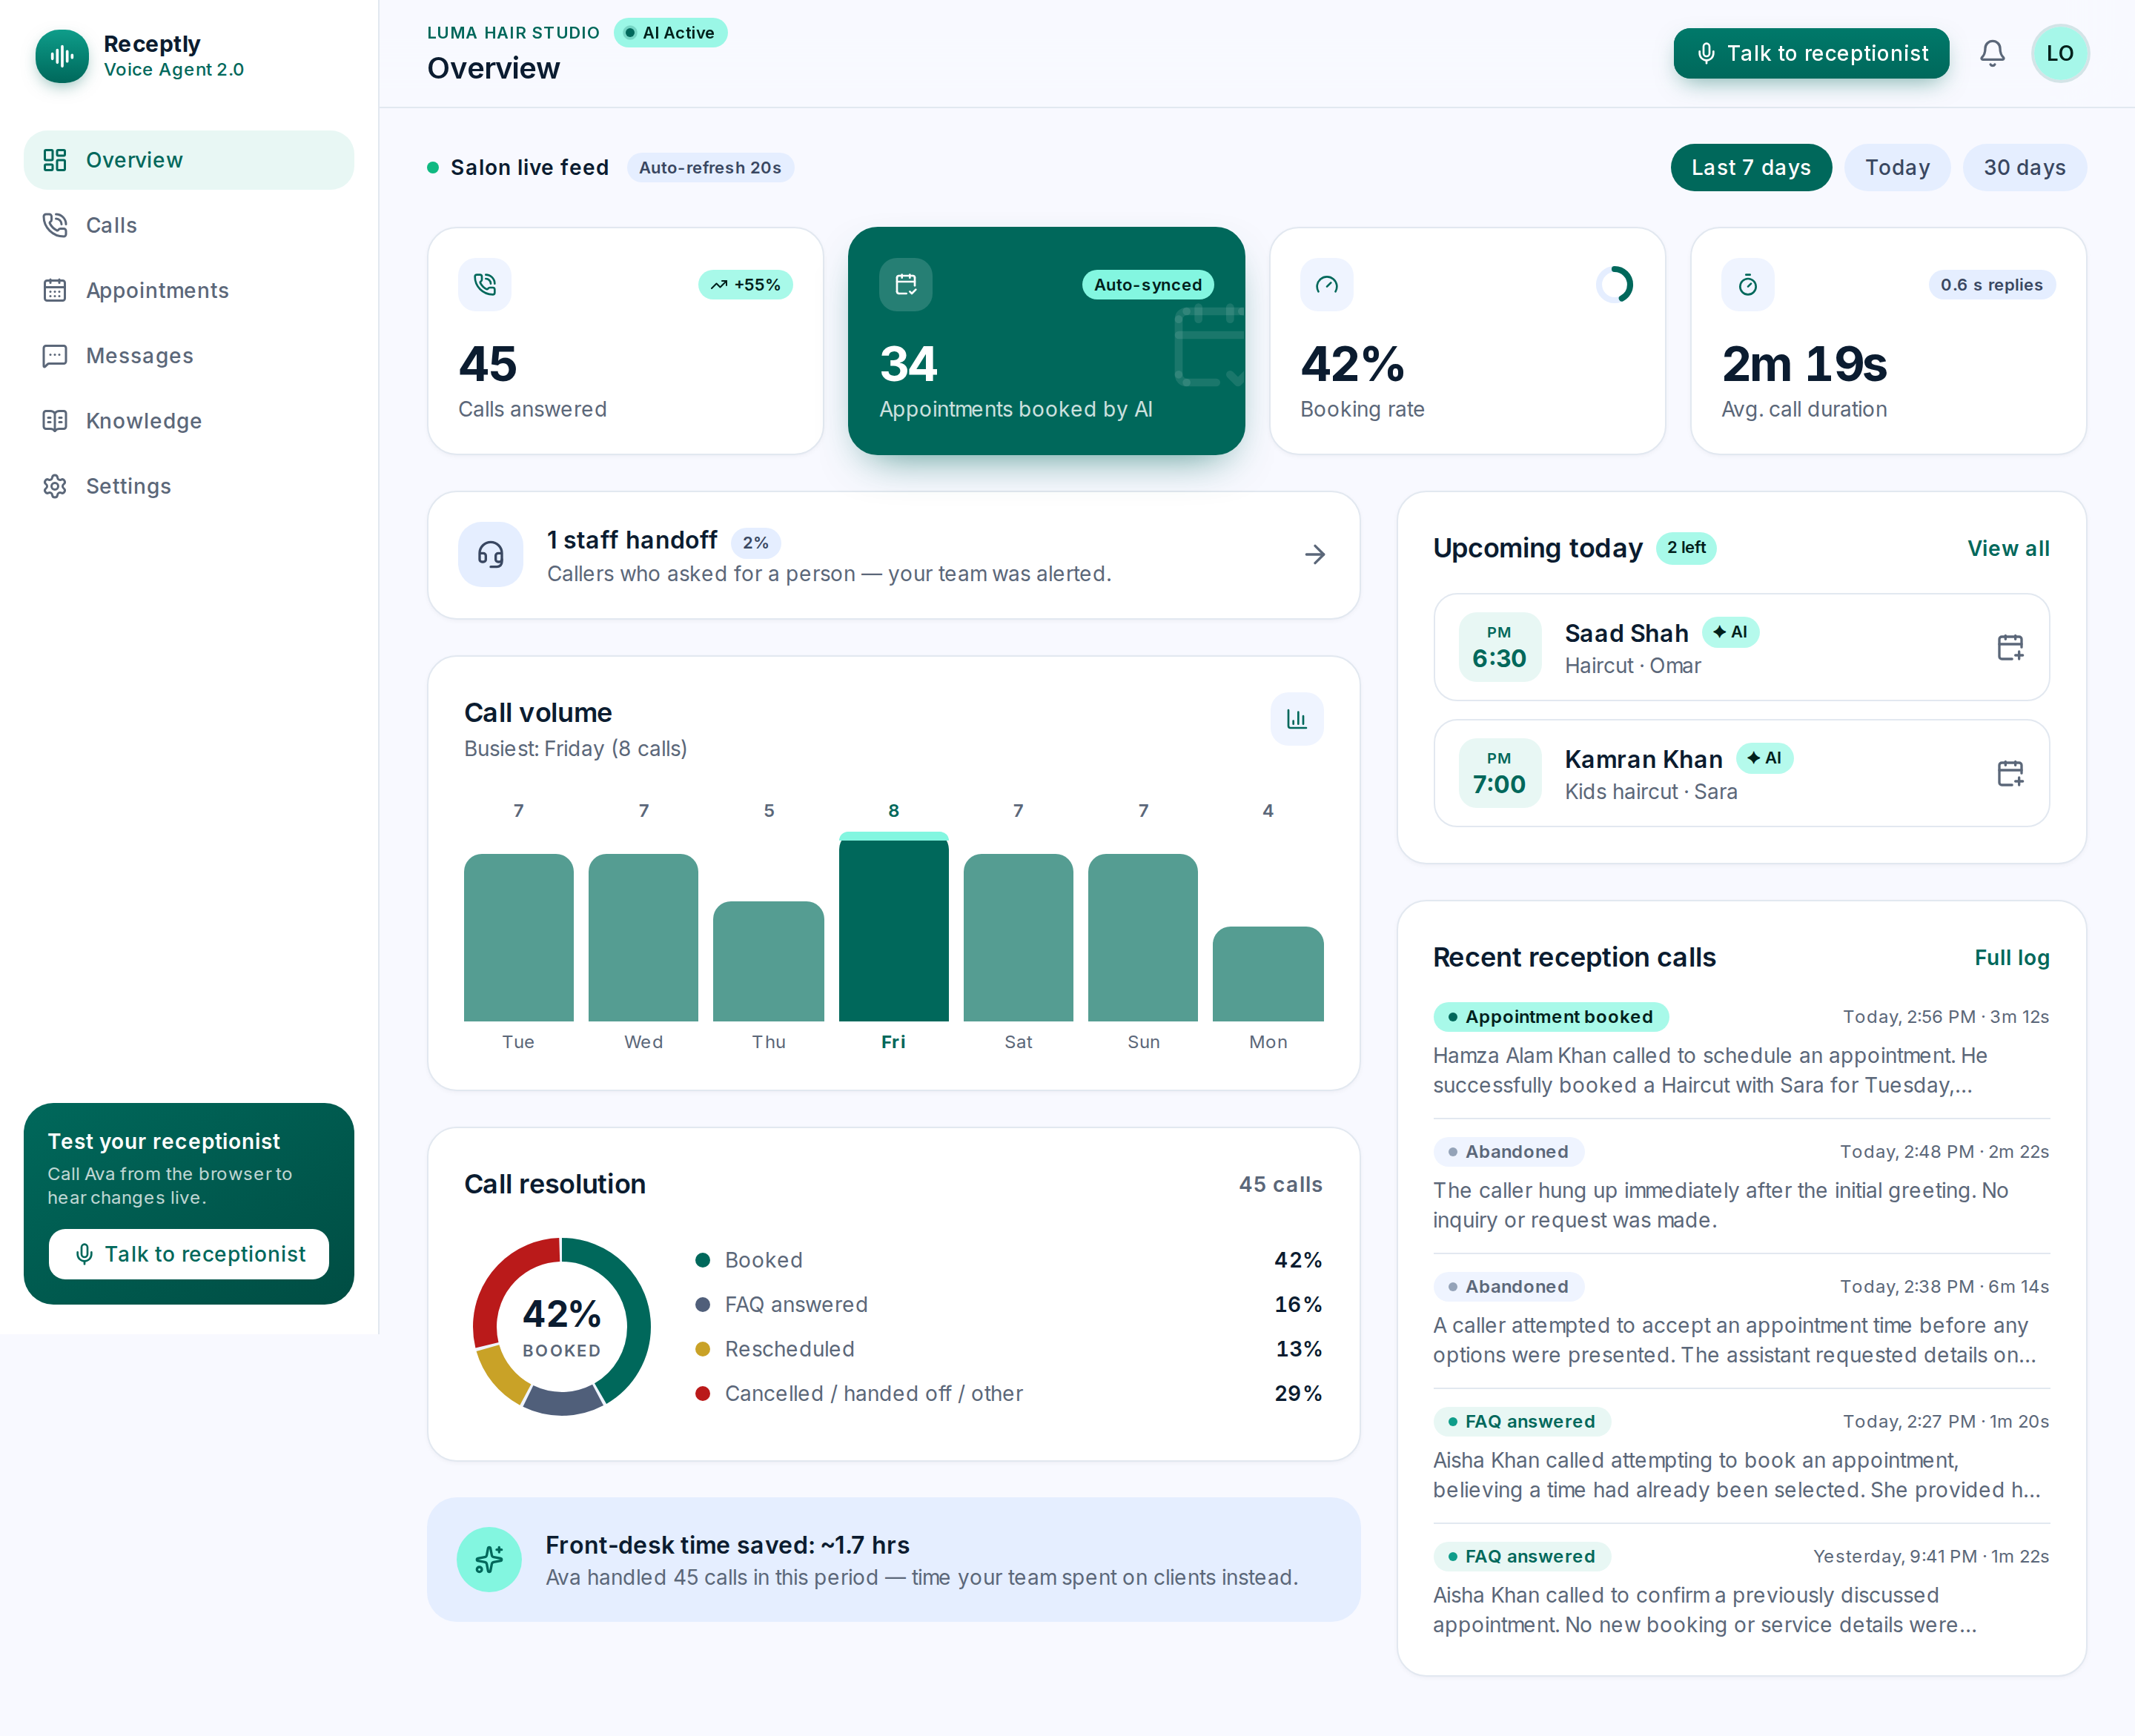 Receptly
Voice Agent 2.0
Overview
Calls
Appointments
Messages
Knowledge
Settings
Test your receptionist
Call Ava from the browser to
hear changes live.
Talk to receptionist
LUMA HAIR STUDIO
AI Active
Overview
Talk to receptionist
LO
Salon live feed
Auto-refresh 20s
Last 7 days
Today
30 days
+55%
45
Calls answered
Auto-synced
34
Appointments booked by AI
42%
Booking rate
0.6 s replies
2m 19s
Avg. call duration
1 staff handoff
2%
Callers who asked for a person — your team was alerted.
Call volume
Busiest: Friday (8 calls)
7 7 5 8 7 7 4
Tue Wed Thu Fri Sat Sun Mon
Call resolution
45 calls
42%
BOOKED
Booked 42%
FAQ answered 16%
Rescheduled 13%
Cancelled / handed off / other 29%
Front-desk time saved: ~1.7 hrs
Ava handled 45 calls in this period — time your team spent on clients instead.
Upcoming today
2 left
View all
PM
6:30
Saad Shah
AI
Haircut · Omar
PM
7:00
Kamran Khan
AI
Kids haircut · Sara
Recent reception calls
Full log
Appointment booked
Today, 2:56 PM · 3m 12s
Hamza Alam Khan called to schedule an appointment. He
successfully booked a Haircut with Sara for Tuesday,...
Abandoned
Today, 2:48 PM · 2m 22s
The caller hung up immediately after the initial greeting. No
inquiry or request was made.
Abandoned
Today, 2:38 PM · 6m 14s
A caller attempted to accept an appointment time before any
options were presented. The assistant requested details on...
FAQ answered
Today, 2:27 PM · 1m 20s
Aisha Khan called attempting to book an appointment,
believing a time had already been selected. She provided h...
FAQ answered
Yesterday, 9:41 PM · 1m 22s
Aisha Khan called to confirm a previously discussed
appointment. No new booking or service details were...